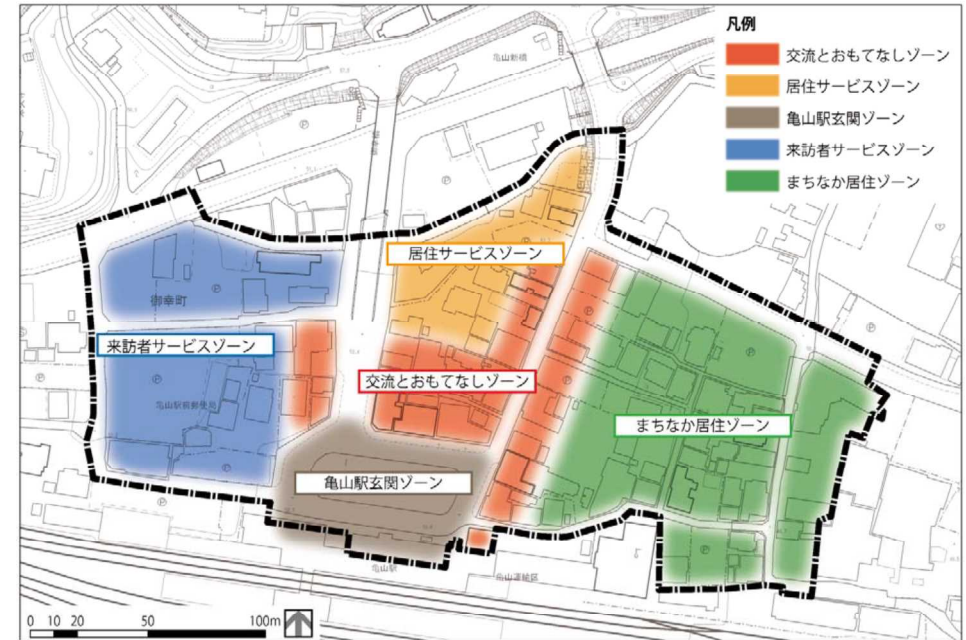 凡例
交流とおもてなしゾーン
居住サービスゾーン
亀山駅玄関ゾーン
来訪者サービスゾーン
まちなか居住ゾーン
亀山新橋
居住サービスゾーン
御幸町
来訪者サービスゾーン
交流とおもてなしゾーン
亀山駅前郵便局
まちなか居住ゾーン
亀山駅玄関ゾーン
亀山駅
亀山運輸区
0 10 20 50 100m